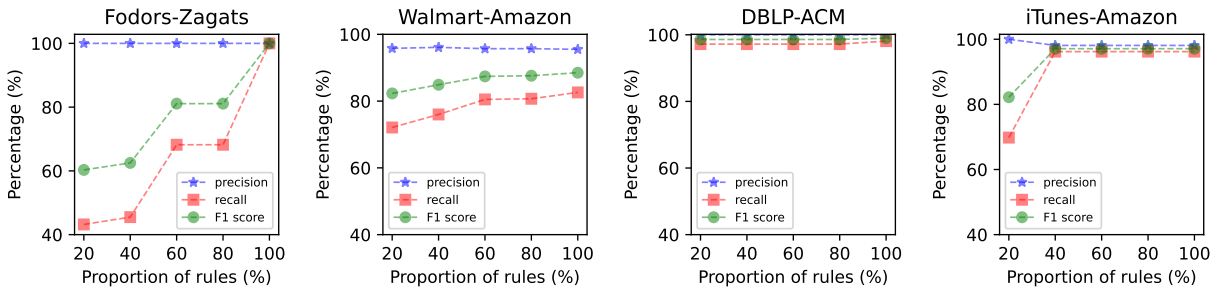 Fodors-Zagats
Percentage (%)
100
80
60
40
20 40 60 80 100
Proportion of rules (%)
precision
recall
F1 score
Walmart-Amazon
Percentage (%)
100
80
60
40
20 40 60 80 100
Proportion of rules (%)
precision
recall
F1 score
DBLP-ACM
Percentage (%)
100
80
60
40
20 40 60 80 100
Proportion of rules (%)
precision
recall
F1 score
iTunes-Amazon
Percentage (%)
100
80
60
40
20 40 60 80 100
Proportion of rules (%)
precision
recall
F1 score